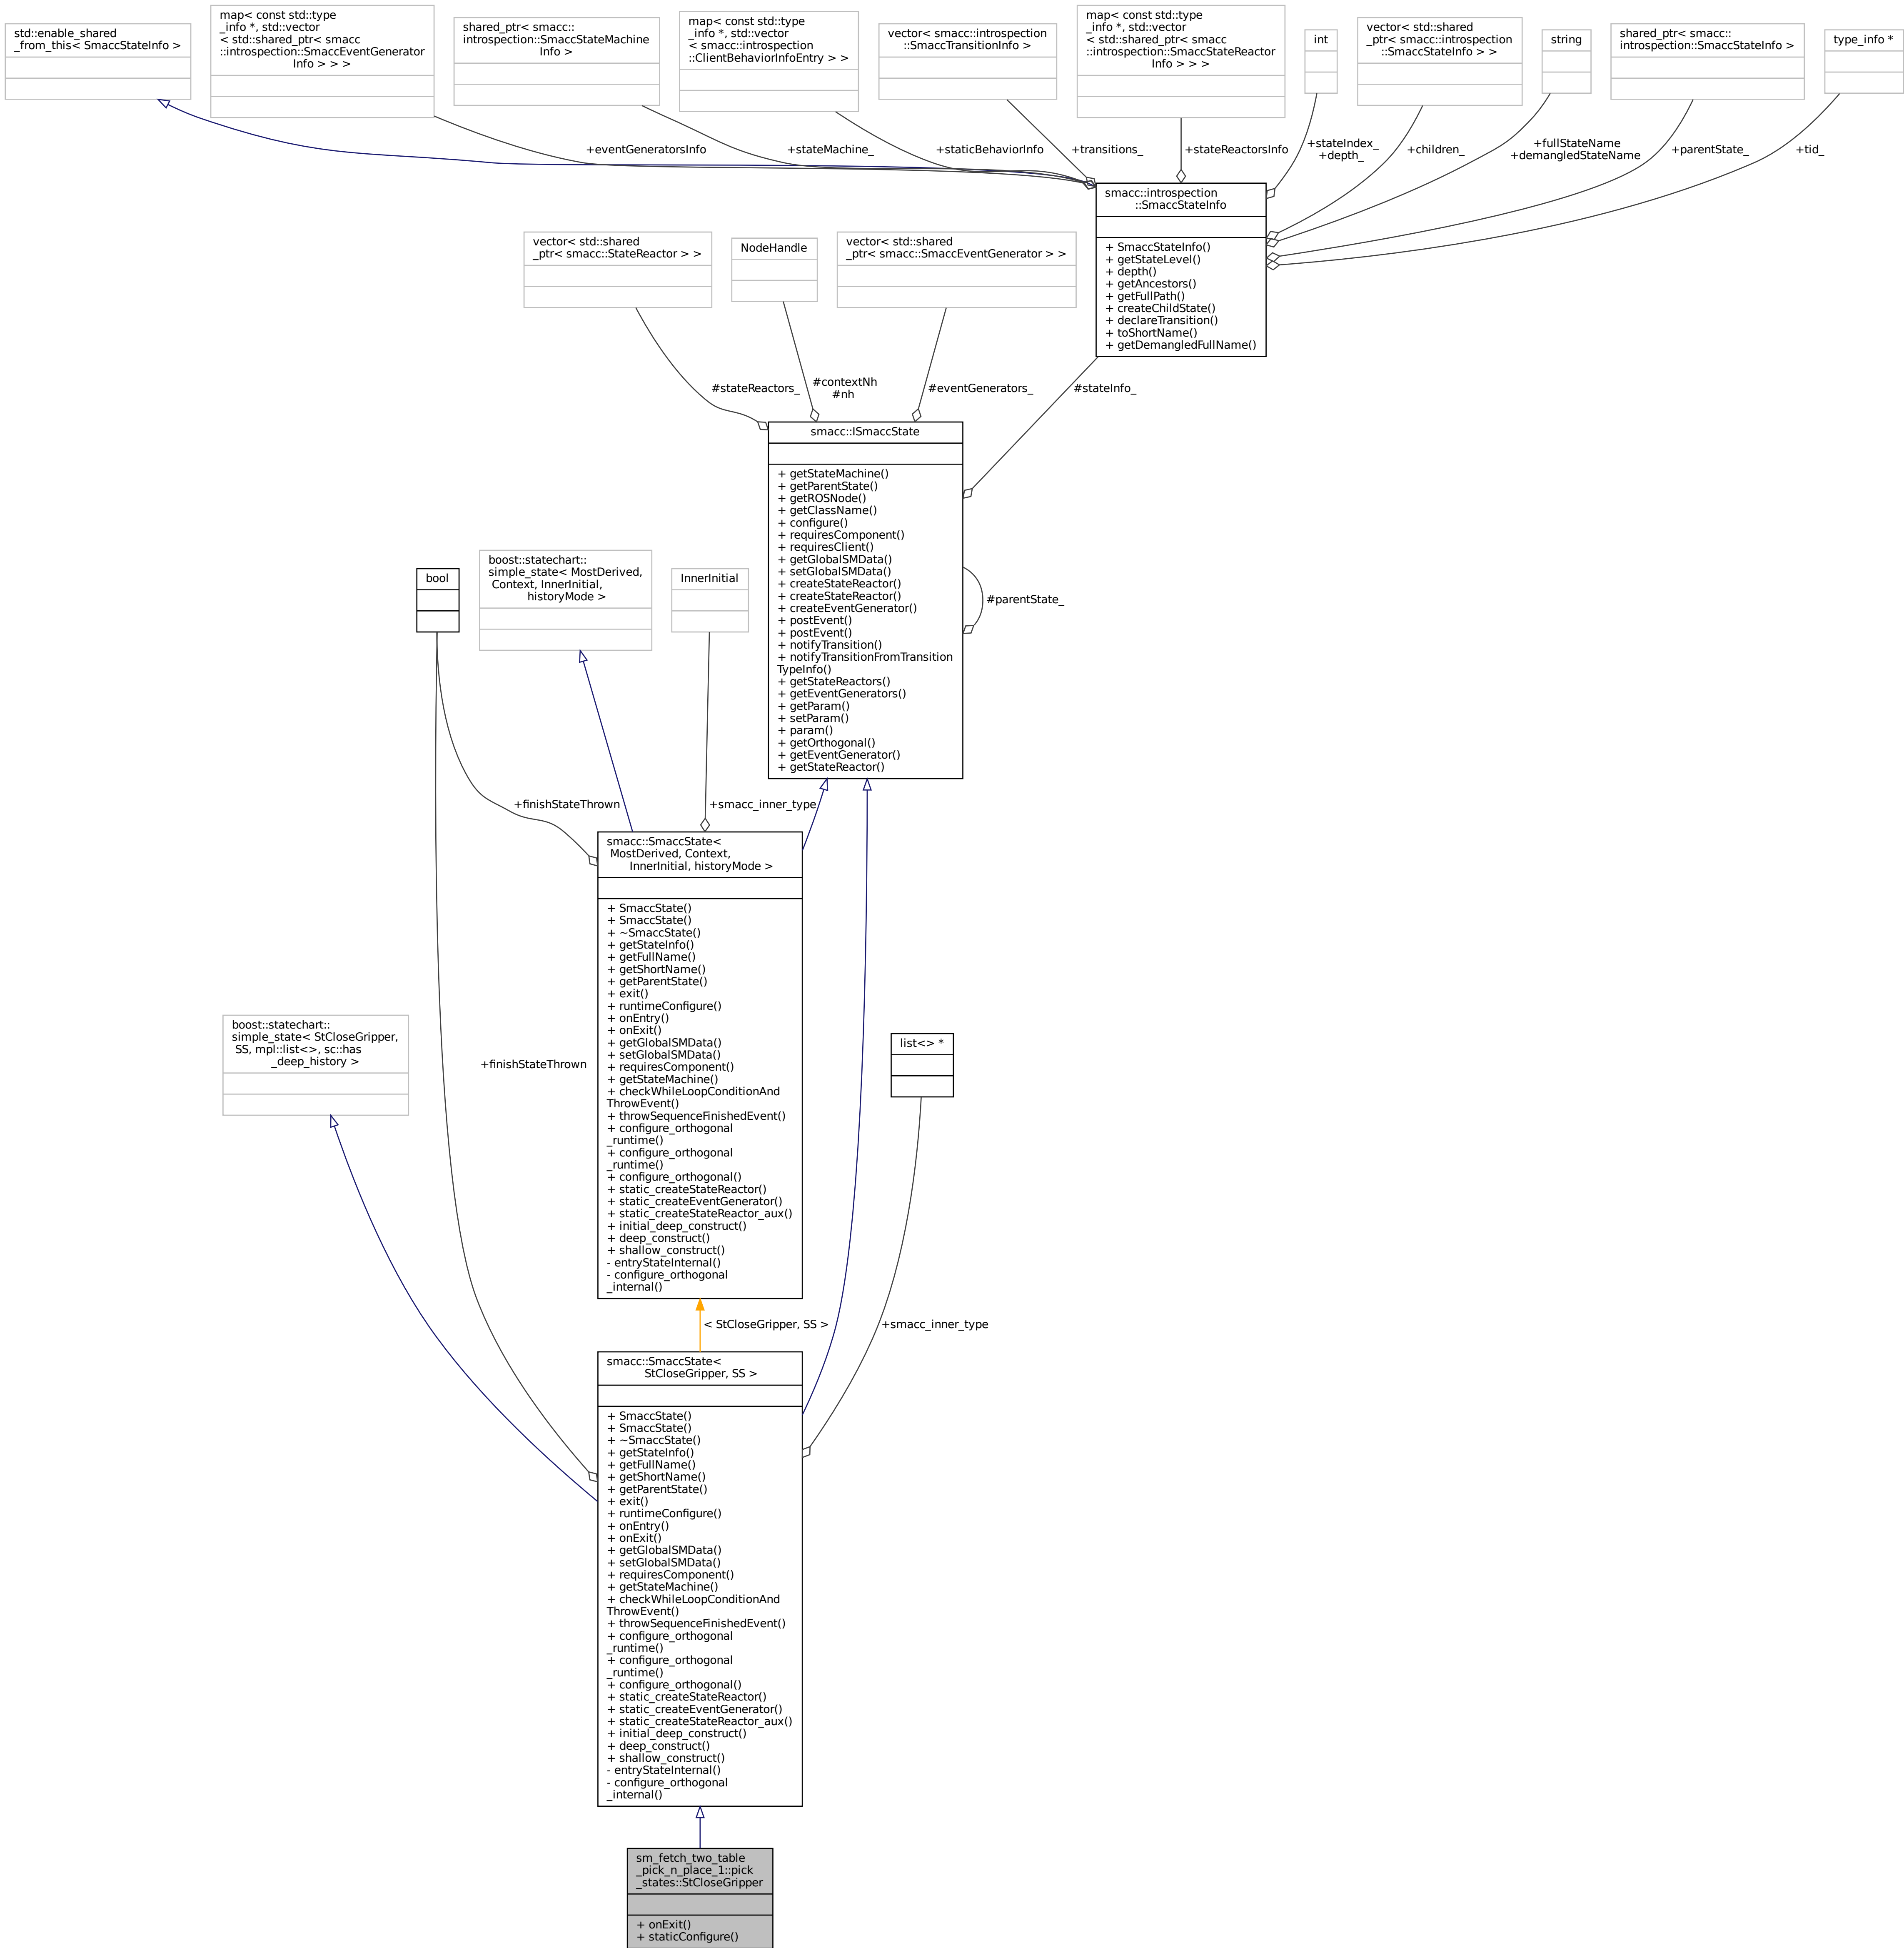 std::enable_shared
_from_this< SmaccStateInfo >
map< const std::type
_info *, std::vector
< std::shared_ptr< smacc
::introspection::SmaccEventGenerator
Info > > >
shared_ptr< smacc::
introspection::SmaccStateMachine
Info >
map< const std::type
_info *, std::vector
< smacc::introspection
::ClientBehaviorInfoEntry > >
vector< smacc::introspection
::SmaccTransitionInfo >
map< const std::type
_info *, std::vector
< std::shared_ptr< smacc
::introspection::SmaccStateReactor
Info > > >
int
vector< std::shared
_ptr< smacc::introspection
::SmaccStateInfo > >
string
shared_ptr< smacc::
introspection::SmaccStateInfo >
type_info *
+eventGeneratorsInfo
+stateMachine_
+staticBehaviorInfo
+transitions_
+stateReactorsInfo
+stateIndex_
+depth_
+children_
+fullStateName
+demangledStateName
+parentState_
+tid_
smacc::introspection
::SmaccStateInfo
+ SmaccStateInfo()
+ getStateLevel()
+ depth()
+ getAncestors()
+ getFullPath()
+ createChildState()
+ declareTransition()
+ toShortName()
+ getDemangledFullName()
vector< std::shared
_ptr< smacc::StateReactor > >
NodeHandle
vector< std::shared
_ptr< smacc::SmaccEventGenerator > >
#stateReactors_
#contextNh
#nh
#eventGenerators_
#stateInfo_
smacc::ISmaccState
+ getStateMachine()
+ getParentState()
+ getROSNode()
+ getClassName()
+ configure()
+ requiresComponent()
+ requiresClient()
+ getGlobalSMData()
+ setGlobalSMData()
+ createStateReactor()
+ createStateReactor()
+ createEventGenerator()
+ postEvent()
+ postEvent()
+ notifyTransition()
+ notifyTransitionFromTransition
TypeInfo()
+ getStateReactors()
+ getEventGenerators()
+ getParam()
+ setParam()
+ param()
+ getOrthogonal()
+ getEventGenerator()
+ getStateReactor()
#parentState_
bool
boost::statechart::
simple_state< MostDerived,
Context, InnerInitial,
historyMode >
InnerInitial
+finishStateThrown
+smacc_inner_type
smacc::SmaccState<
MostDerived, Context,
InnerInitial, historyMode >
+ SmaccState()
+ SmaccState()
+ ~SmaccState()
+ getStateInfo()
+ getFullName()
+ getShortName()
+ getParentState()
+ exit()
+ runtimeConfigure()
+ onEntry()
+ onExit()
+ getGlobalSMData()
+ setGlobalSMData()
+ requiresComponent()
+ getStateMachine()
+ checkWhileLoopConditionAnd
ThrowEvent()
+ throwSequenceFinishedEvent()
+ configure_orthogonal
_runtime()
+ configure_orthogonal
_runtime()
+ configure_orthogonal()
+ static_createStateReactor()
+ static_createEventGenerator()
+ static_createStateReactor_aux()
+ initial_deep_construct()
+ deep_construct()
+ shallow_construct()
- entryStateInternal()
- configure_orthogonal
_internal()
boost::statechart::
simple_state< StCloseGripper,
SS, mpl::list<>, sc::has
_deep_history >
+finishStateThrown
list<> *
< StCloseGripper, SS >
+smacc_inner_type
smacc::SmaccState<
StCloseGripper, SS >
+ SmaccState()
+ SmaccState()
+ ~SmaccState()
+ getStateInfo()
+ getFullName()
+ getShortName()
+ getParentState()
+ exit()
+ runtimeConfigure()
+ onEntry()
+ onExit()
+ getGlobalSMData()
+ setGlobalSMData()
+ requiresComponent()
+ getStateMachine()
+ checkWhileLoopConditionAnd
ThrowEvent()
+ throwSequenceFinishedEvent()
+ configure_orthogonal
_runtime()
+ configure_orthogonal
_runtime()
+ configure_orthogonal()
+ static_createStateReactor()
+ static_createEventGenerator()
+ static_createStateReactor_aux()
+ initial_deep_construct()
+ deep_construct()
+ shallow_construct()
- entryStateInternal()
- configure_orthogonal
_internal()
sm_fetch_two_table
_pick_n_place_1::pick
_states::StCloseGripper
+ onExit()
+ staticConfigure()